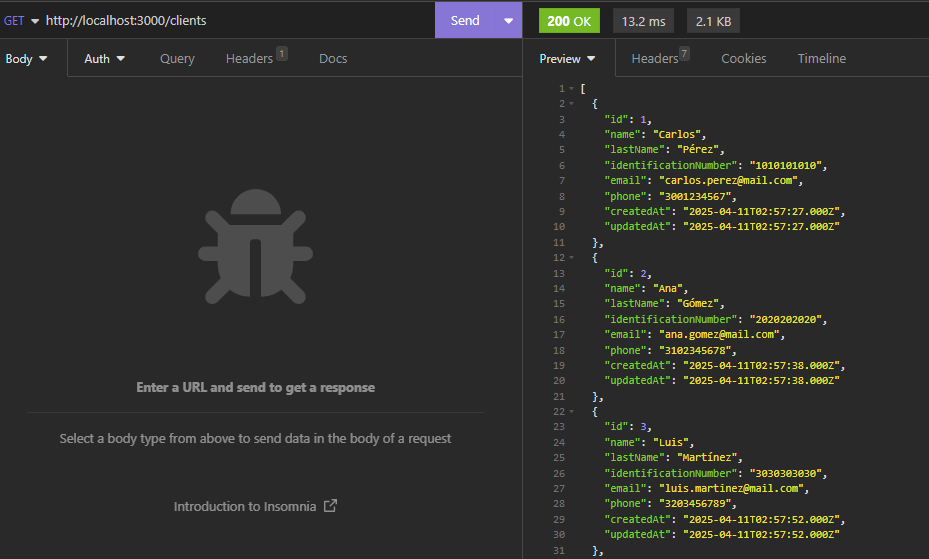 GET http://localhost:3000/clients Send 200 OK 13.2 ms 2.1 KB
Body Auth Query Headers 1 Docs Preview Headers 7 Cookies Timeline
Enter a URL and send to get a response
Select a body type from above to send data in the body of a request
Introduction to Insomnia
1 [
2 {
3 "id": 1,
4 "name": "Carlos",
5 "lastName": "Pérez",
6 "identificationNumber": "1010101010",
7 "email": "carlos.perez@mail.com",
8 "phone": "3001234567",
9 "createdAt": "2025-04-11T02:57:27.000Z",
10 "updatedAt": "2025-04-11T02:57:27.000Z"
11 },
12 {
13 "id": 2,
14 "name": "Ana",
15 "lastName": "Gómez",
16 "identificationNumber": "2020202020",
17 "email": "ana.gomez@mail.com",
18 "phone": "3102345678",
19 "createdAt": "2025-04-11T02:57:38.000Z",
20 "updatedAt": "2025-04-11T02:57:38.000Z"
21 },
22 {
23 "id": 3,
24 "name": "Luis",
25 "lastName": "Martínez",
26 "identificationNumber": "3030303030",
27 "email": "luis.martinez@mail.com",
28 "phone": "3203456789",
29 "createdAt": "2025-04-11T02:57:52.000Z",
30 "updatedAt": "2025-04-11T02:57:52.000Z"
31 },